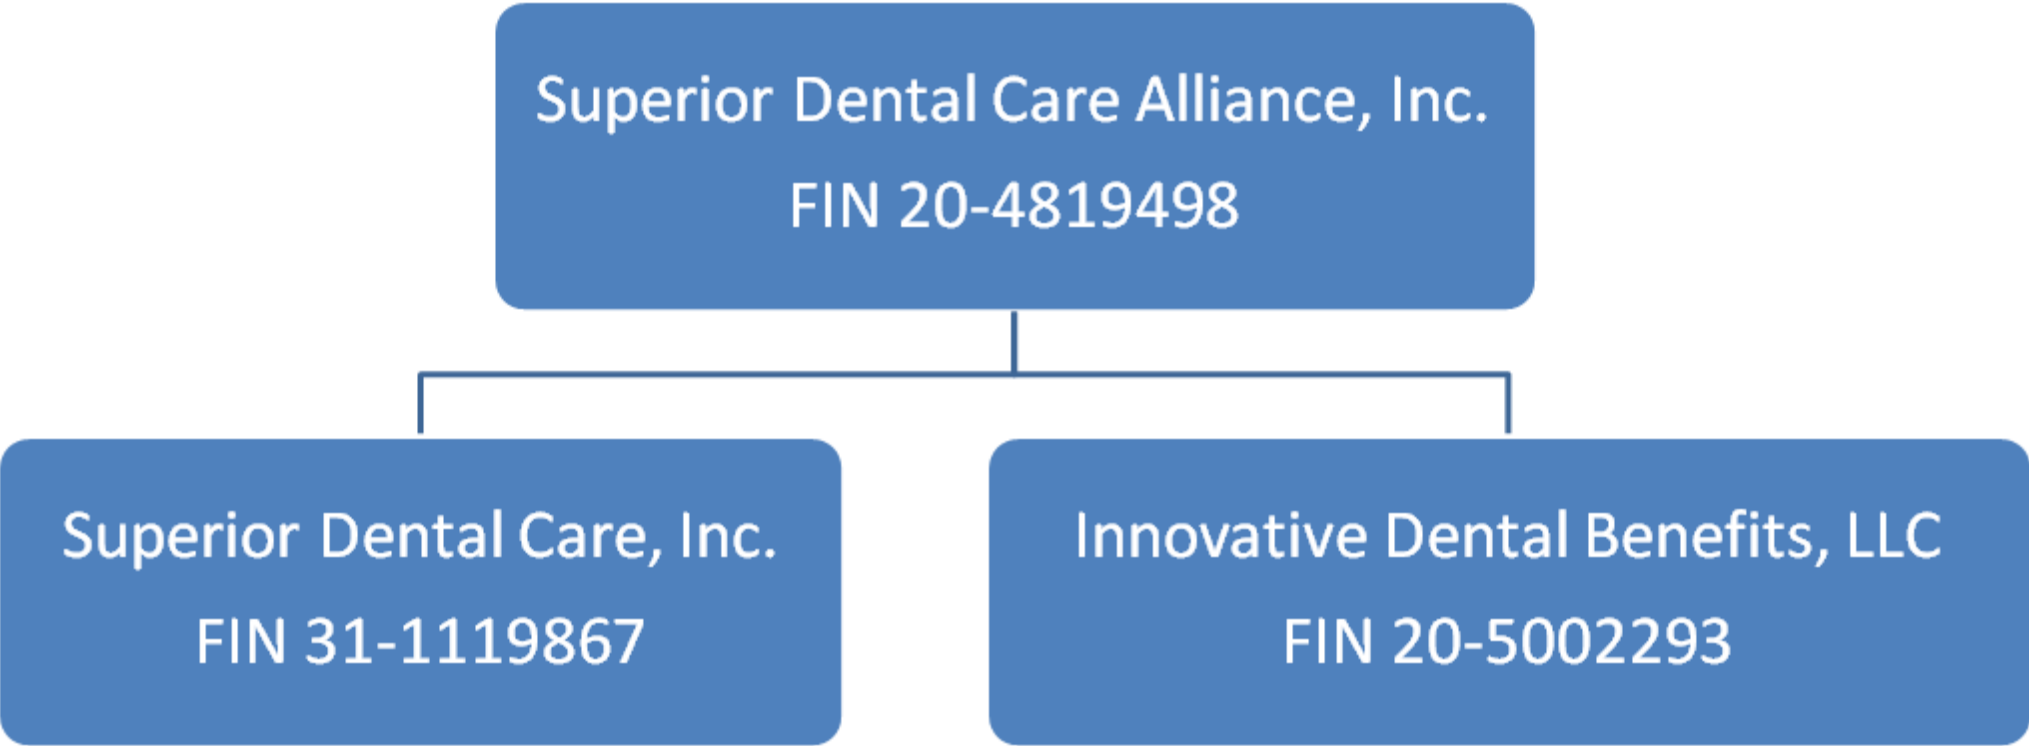 Superior Dental Care Alliance, Inc.
FIN 20-4819498
Superior Dental Care, Inc.
FIN 31-1119867
Innovative Dental Benefits, LLC
FIN 20-5002293